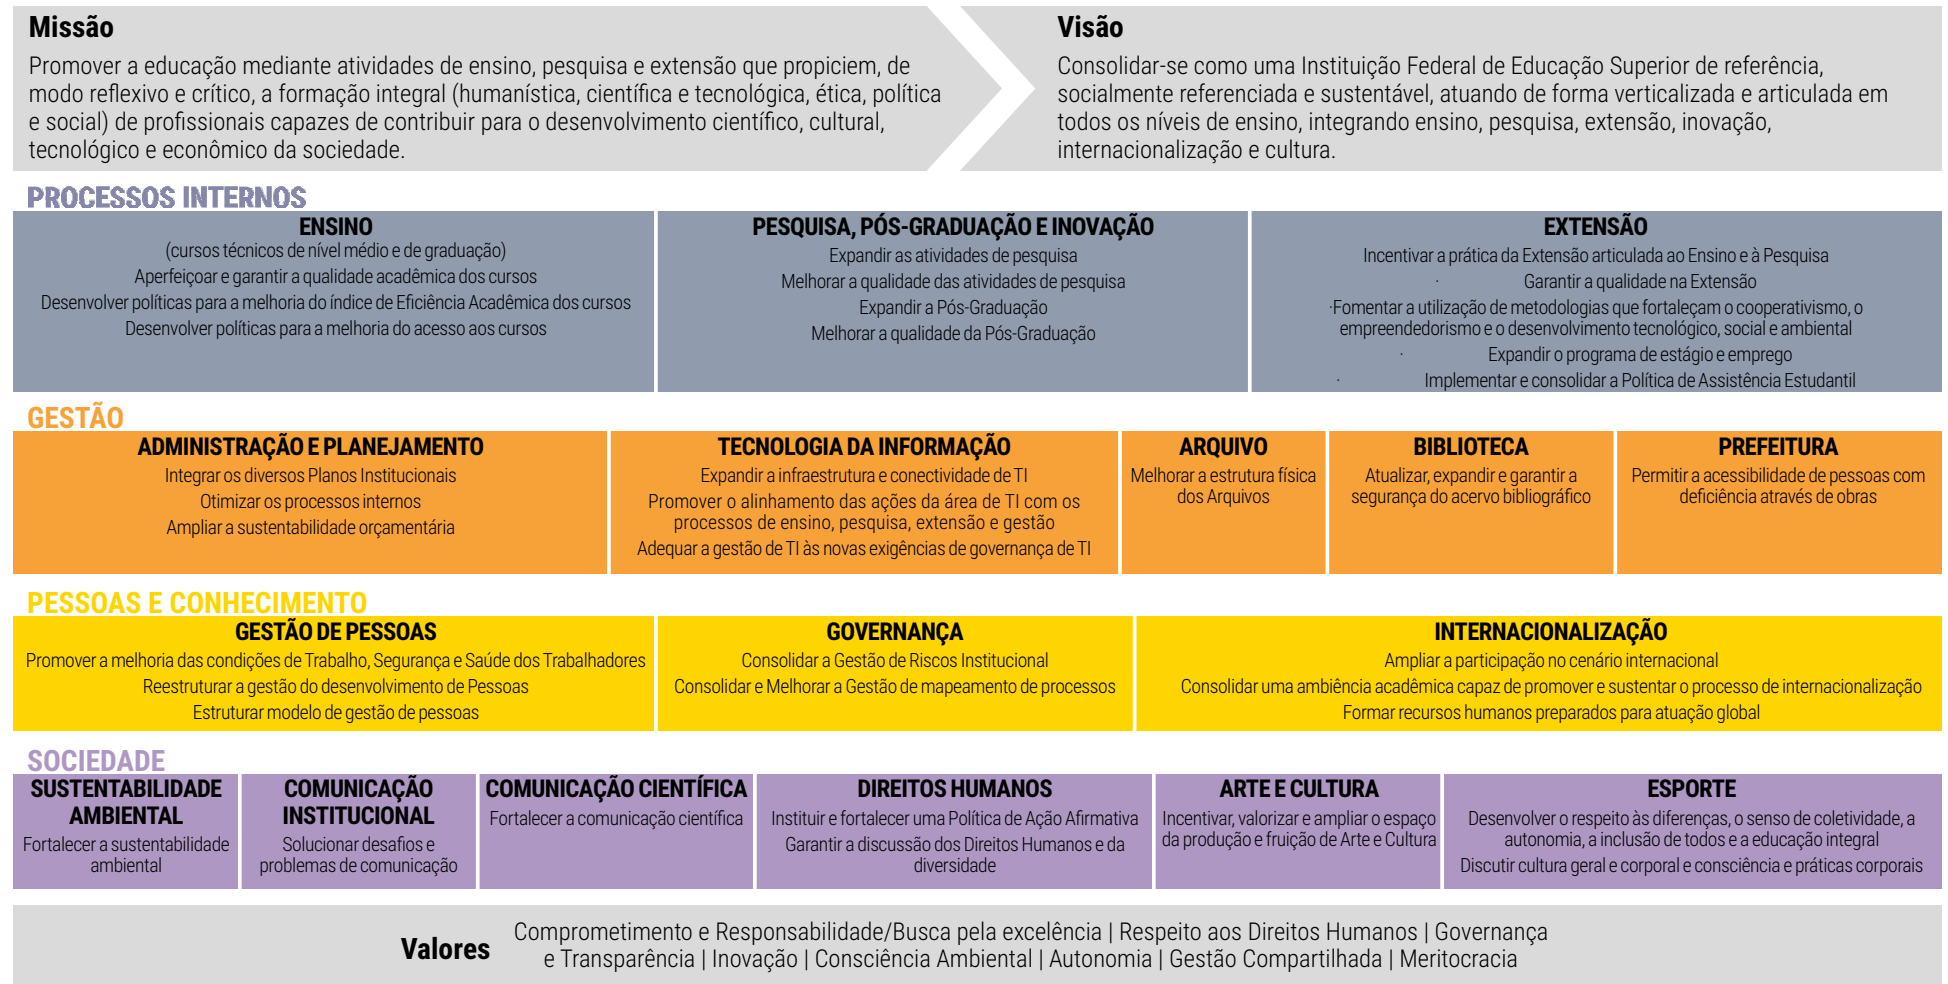 Missão
Promover a educação mediante atividades de ensino, pesquisa e extensão que propiciem, de
modo reflexivo e crítico, a formação integral (humanística, científica e tecnológica, ética, política
e social) de profissionais capazes de contribuir para o desenvolvimento científico, cultural,
tecnológico e econômico da sociedade.
Visão
Consolidar-se como uma Instituição Federal de Educação Superior de referência,
socialmente referenciada e sustentável, atuando de forma verticalizada e articulada em
todos os níveis de ensino, integrando ensino, pesquisa, extensão, inovação,
internacionalização e cultura.
PROCESSOS INTERNOS
ENSINO
(cursos técnicos de nível médio e de graduação)
Aperfeiçoar e garantir a qualidade acadêmica dos cursos
Desenvolver políticas para a melhoria do índice de Eficiência Acadêmica dos cursos
Desenvolver políticas para a melhoria do acesso aos cursos
PESQUISA, PÓS-GRADUAÇÃO E INOVAÇÃO
Expandir as atividades de pesquisa
Melhorar a qualidade das atividades de pesquisa
Expandir a Pós-Graduação
Melhorar a qualidade da Pós-Graduação
EXTENSÃO
Incentivar a prática da Extensão articulada ao Ensino e à Pesquisa
· Garantir a qualidade na Extensão
·Fomentar a utilização de metodologias que fortaleçam o cooperativismo, o
empreendedorismo e o desenvolvimento tecnológico, social e ambiental
· Expandir o programa de estágio e emprego
· Implementar e consolidar a Política de Assistência Estudantil
GESTÃO
ADMINISTRAÇÃO E PLANEJAMENTO
Integrar os diversos Planos Institucionais
Otimizar os processos internos
Ampliar a sustentabilidade orçamentária
TECNOLOGIA DA INFORMAÇÃO
Expandir a infraestrutura e conectividade de TI
Promover o alinhamento das ações da área de TI com os
processos de ensino, pesquisa, extensão e gestão
Adequar a gestão de TI às novas exigências de governança de TI
ARQUIVO
Melhorar a estrutura física
dos Arquivos
BIBLIOTECA
Atualizar, expandir e garantir a
segurança do acervo bibliográfico
PREFEITURA
Permitir a acessibilidade de pessoas com
deficiência através de obras
PESSOAS E CONHECIMENTO
GESTÃO DE PESSOAS
Promover a melhoria das condições de Trabalho, Segurança e Saúde dos Trabalhadores
Reestruturar a gestão do desenvolvimento de Pessoas
Estruturar modelo de gestão de pessoas
GOVERNANÇA
Consolidar a Gestão de Riscos Institucional
Consolidar e Melhorar a Gestão de mapeamento de processos
INTERNACIONALIZAÇÃO
Ampliar a participação no cenário internacional
Consolidar uma ambiência acadêmica capaz de promover e sustentar o processo de internacionalização
Formar recursos humanos preparados para atuação global
SOCIEDADE
SUSTENTABILIDADE
AMBIENTAL
Fortalecer a sustentabilidade
ambiental
COMUNICAÇÃO
INSTITUCIONAL
Solucionar desafios e
problemas de comunicação
COMUNICAÇÃO CIENTÍFICA
Fortalecer a comunicação científica
DIREITOS HUMANOS
Instituir e fortalecer uma Política de Ação Afirmativa
Garantir a discussão dos Direitos Humanos e da
diversidade
ARTE E CULTURA
Incentivar, valorizar e ampliar o espaço
da produção e fruição de Arte e Cultura
ESPORTE
Desenvolver o respeito às diferenças, o senso de coletividade, a
autonomia, a inclusão de todos e a educação integral
Discutir cultura geral e corporal e consciência e práticas corporais
Valores
Comprometimento e Responsabilidade/Busca pela excelência | Respeito aos Direitos Humanos | Governança
e Transparência | Inovação | Consciência Ambiental | Autonomia | Gestão Compartilhada | Meritocracia